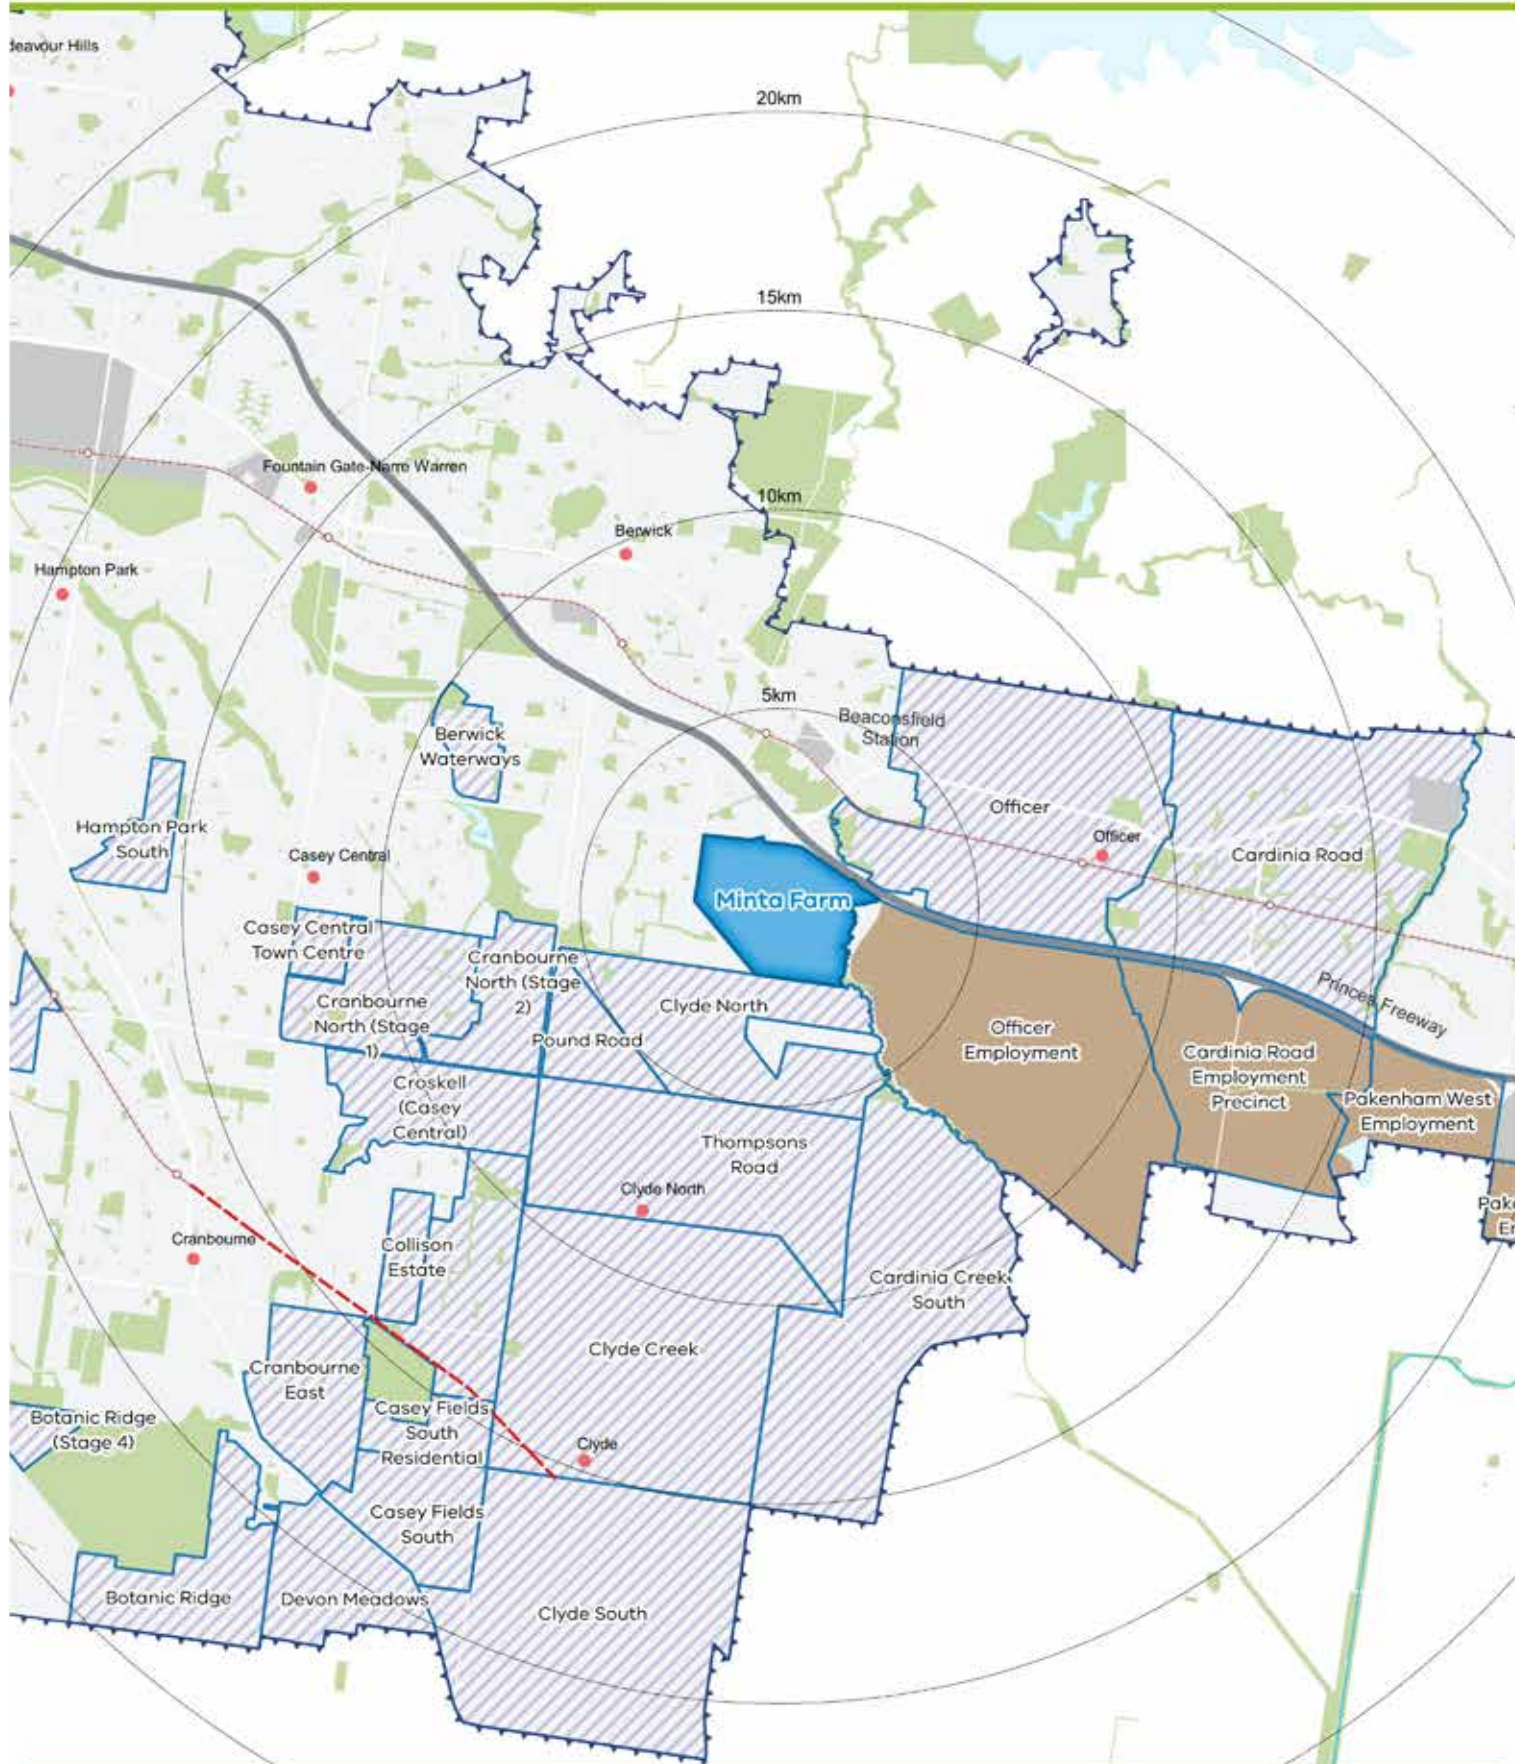 deavour Hills
20km
15km
Fountain Gate-Narre Warren
10km
Berwick
Hampton Park
5km
Beaconsfield
Station
Berwick
Waterways
Officer
Hampton Park
South
Officer
Casey Central
Cardinia Road
Minta Farm
Casey Central
Town Centre
Cranbourne
North (Stage
2)
Cranbourne
North (Stage
1)
Clyde North
Pound Road
Princes Freeway
Officer
Employment
Cardinia Road
Employment
Precinct
Pakenham West
Employment
Croskell
(Casey
Central)
Thompsons
Road
Clyde North
Pake
En
Cranbourne
Collison
Estate
Cardinia Creek
South
Clyde Creek
Cranbourne
East
Casey Fields
South
Residential
Botanic Ridge
(Stage 4)
Clyde
Casey Fields
South
Botanic Ridge
Devon Meadows
Clyde South